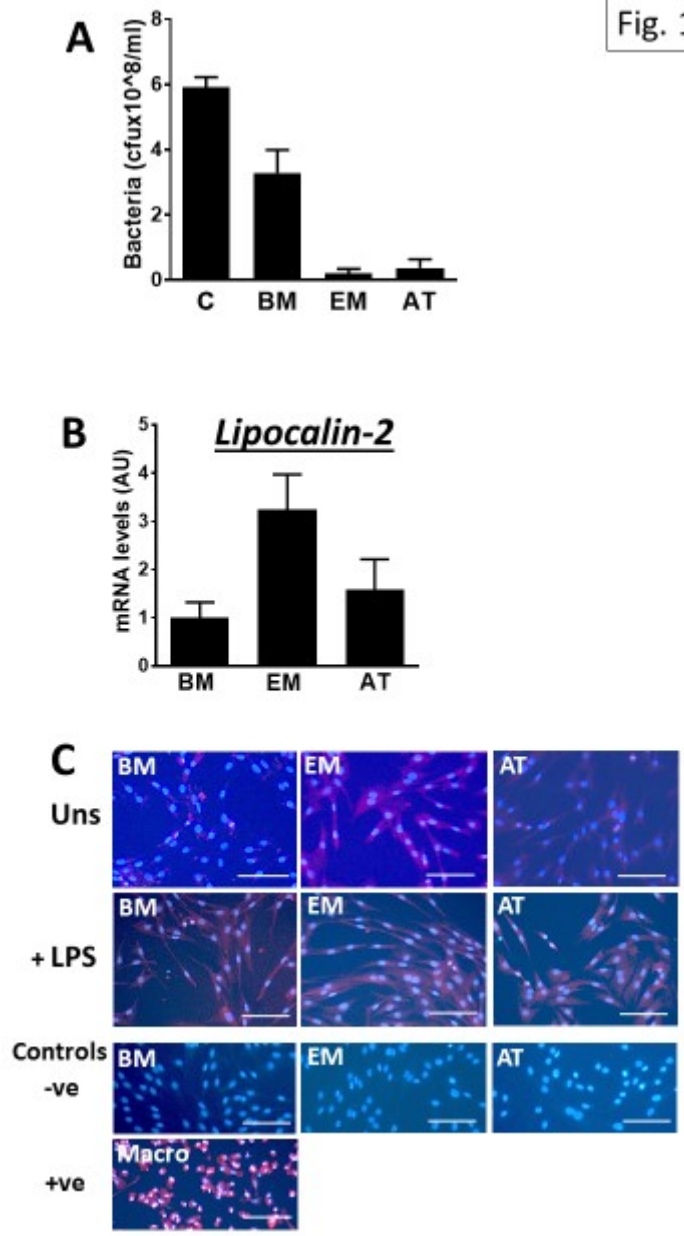 Fig. 1
A
Bacteria (cfux10^8/ml)
8
6
4
2
0
C BM EM AT
B
Lipocalin-2
mRNA levels (AU)
5
4
3
2
1
0
BM EM AT
C
Uns
BM EM AT
+ LPS
BM EM AT
Controls
-ve
BM EM AT
+ve
Macro